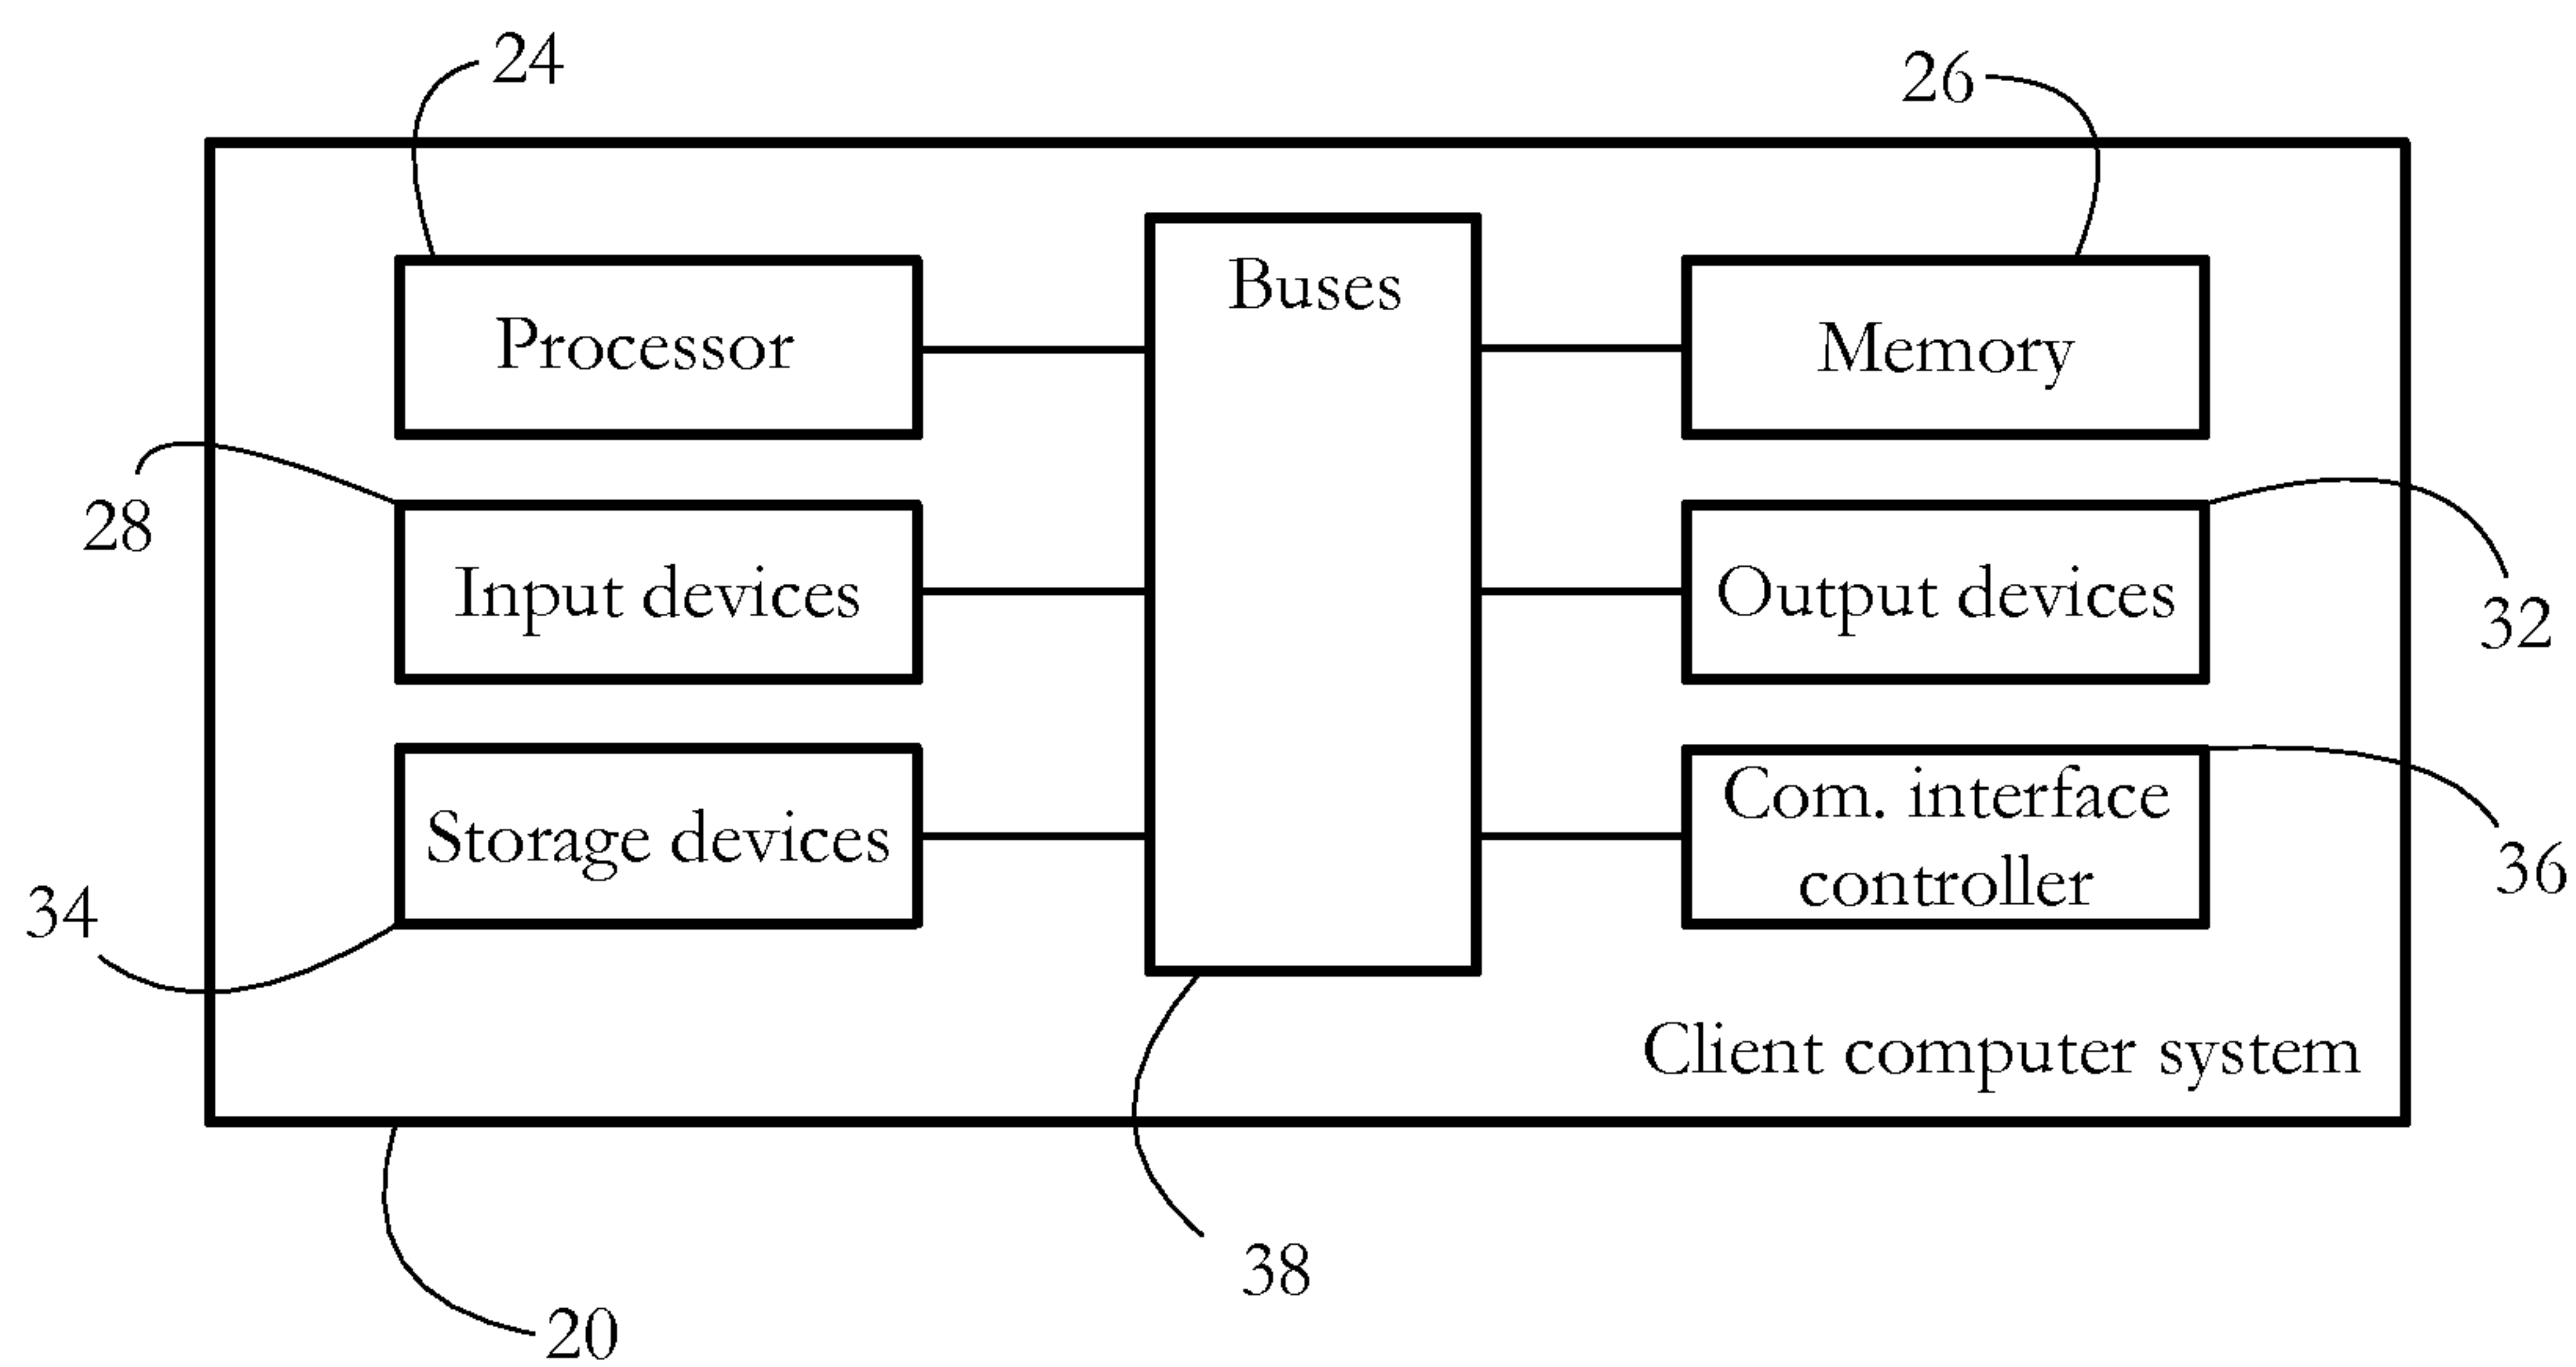 24
26
Buses
Processor
Memory
28
Input devices
Output devices
32
Storage devices
Com. interface
controller
34
36
Client computer system
38
20